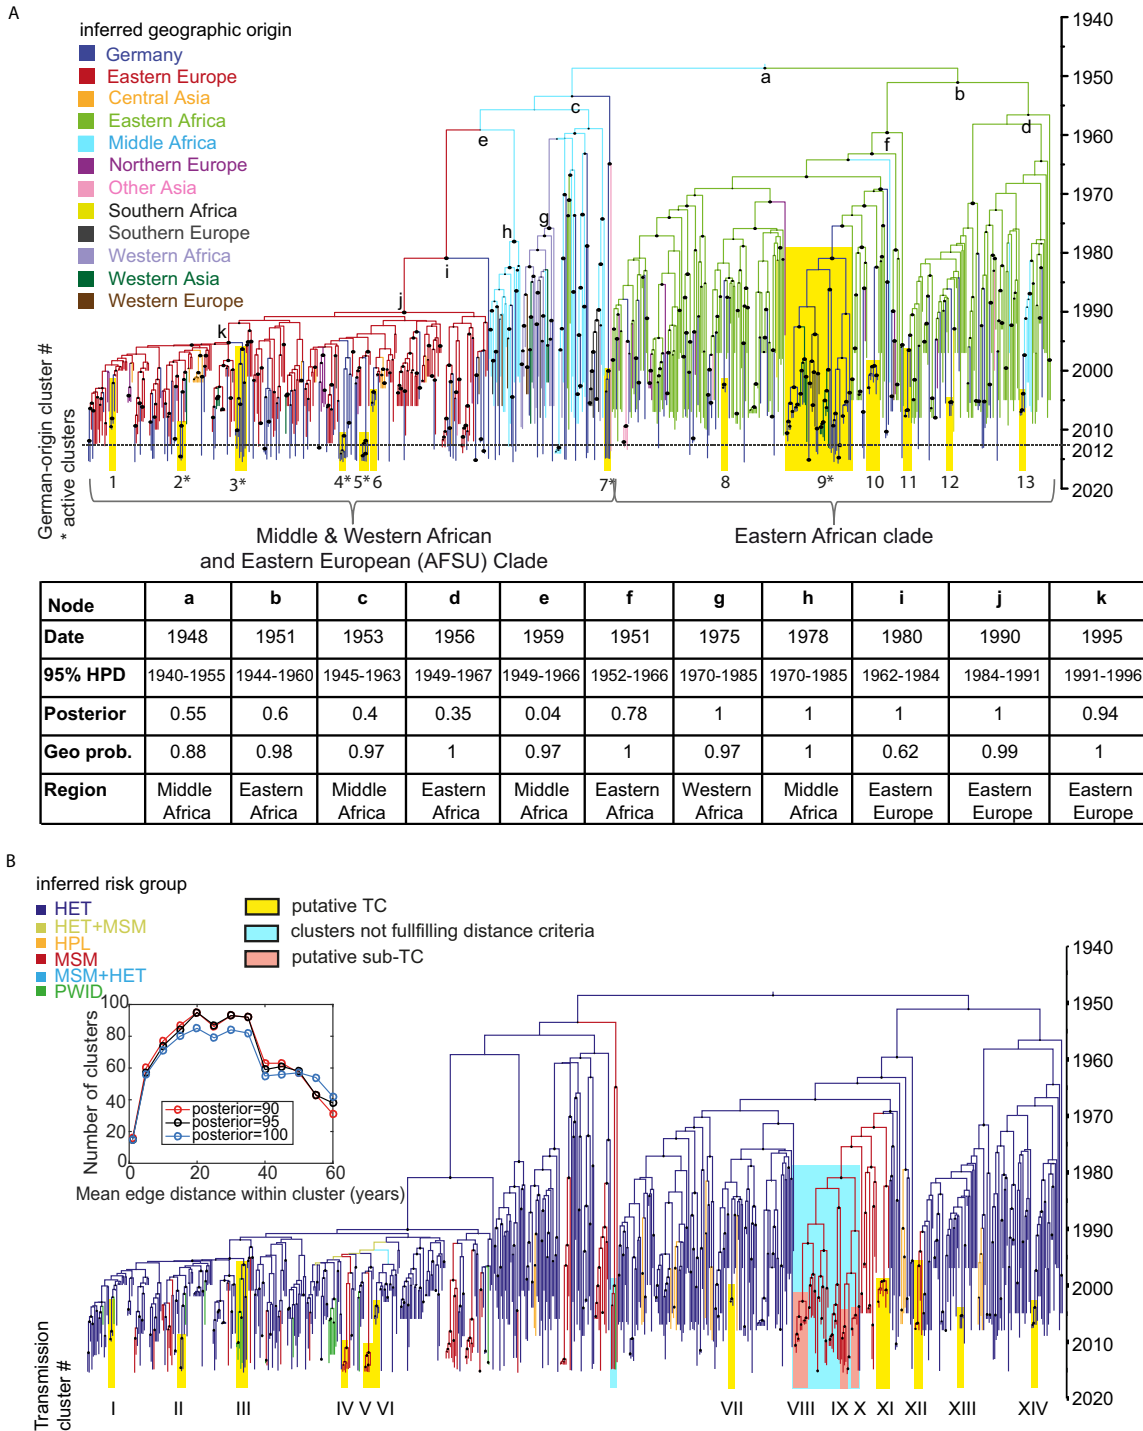 A
inferred geographic origin
Germany
Eastern Europe
Central Asia
Eastern Africa
Middle Africa
Northern Europe
Other Asia
Southern Africa
Southern Europe
Western Africa
Western Asia
Western Europe
1940
1950
1960
1970
1980
1990
2000
2010
2012
2020
a
b
c
d
e
f
g
h
i
j
k
German-origin cluster #
* active clusters
1 2* 3* 4* 5* 6 7* 8 9* 10 11 12 13
Middle & Western African
and Eastern European (AFSU) Clade
Eastern African clade
Node a b c d e f g h i j k
Date 1948 1951 1953 1956 1959 1951 1975 1978 1980 1990 1995
95% HPD 1940-1955 1944-1960 1945-1963 1949-1967 1949-1966 1952-1966 1970-1985 1970-1985 1962-1984 1984-1991 1991-1996
Posterior 0.55 0.6 0.4 0.35 0.04 0.78 1 1 1 1 0.94
Geo prob. 0.88 0.98 0.97 1 0.97 1 0.97 1 0.62 0.99 1
Region Middle Eastern Middle Eastern Middle Eastern Western Middle Eastern Eastern Eastern
Africa Africa Africa Africa Africa Africa Africa Africa Europe Europe Europe
B
inferred risk group
HET
HET+MSM
HPL
MSM
MSM+HET
PWID
putative TC
clusters not fullfilling distance criteria
putative sub-TC
Number of clusters
100
80
60
40
20
0
posterior=90
posterior=95
posterior=100
0 20 40 60
Mean edge distance within cluster (years)
1940
1950
1960
1970
1980
1990
2000
2010
2020
Transmission
cluster #
I II III IV V VI VII VIII IX X XI XII XIII XIV